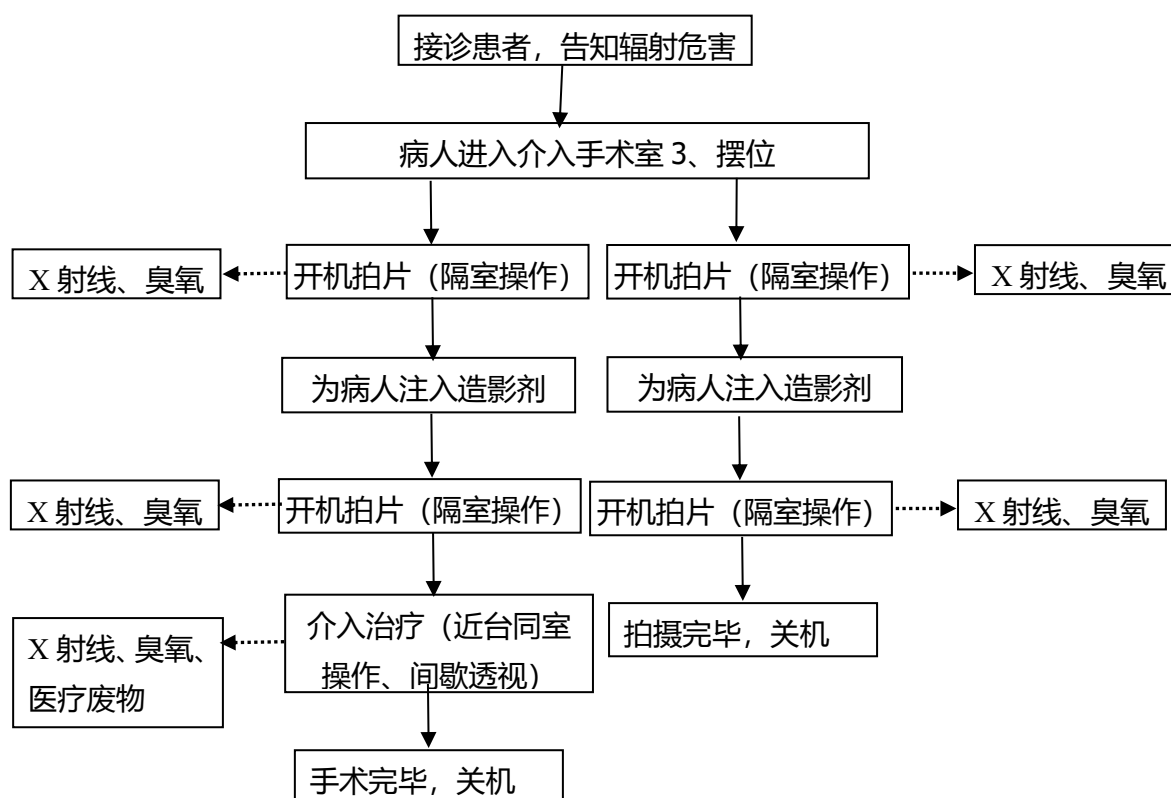 接诊患者，告知辐射危害
病人进入介入手术室 3、摆位
X 射线、臭氧
开机拍片（隔室操作）
开机拍片（隔室操作）
X 射线、臭氧
为病人注入造影剂
为病人注入造影剂
X 射线、臭氧
开机拍片（隔室操作）
开机拍片（隔室操作）
X 射线、臭氧
X 射线、臭氧、
医疗废物
介入治疗（近台同室
操作、间歇透视）
拍摄完毕，关机
手术完毕，关机